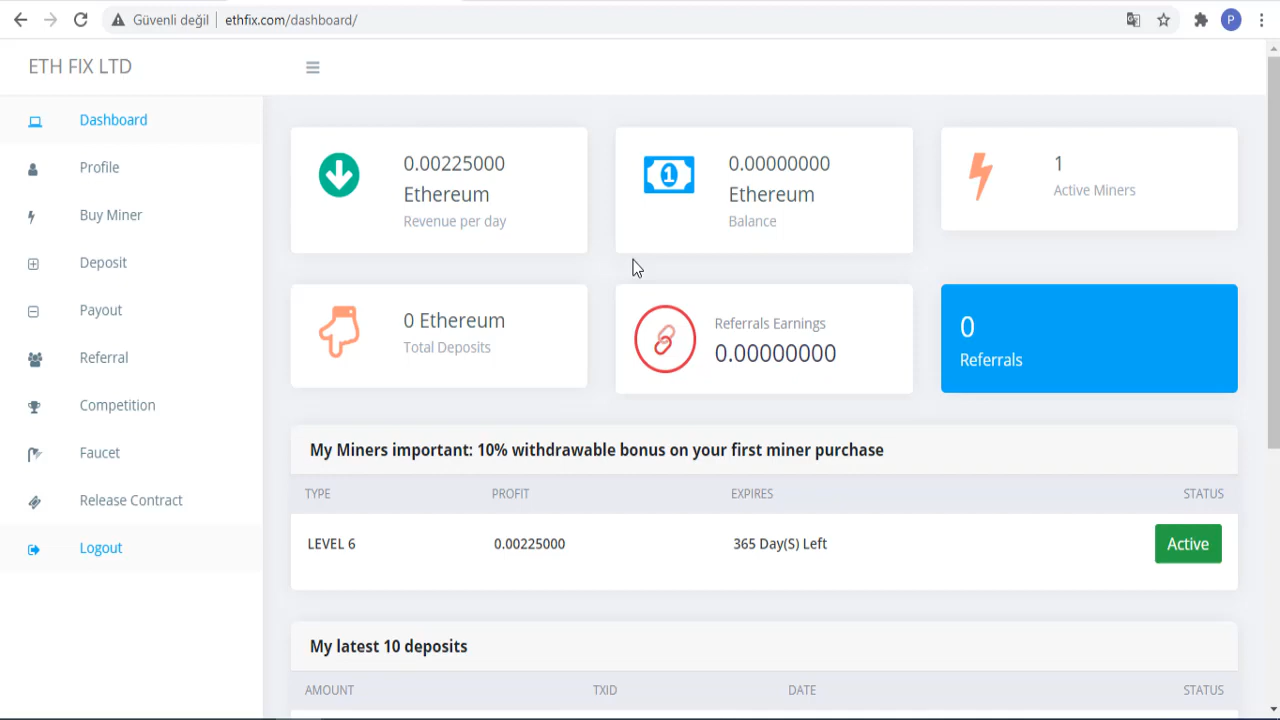 Güvenli değil
ethfix.com/dashboard/
P
ETH FIX LTD
Dashboard
Profile
Buy Miner
Deposit
Payout
Referral
Competition
Faucet
Release Contract
Logout
0.00225000
Ethereum
Revenue per day
1
0.00000000
Ethereum
Balance
1
Active Miners
0 Ethereum
Total Deposits
Referrals Earnings
0.00000000
0
Referrals
My Miners important: 10% withdrawable bonus on your first miner purchase
TYPE PROFIT EXPIRES STATUS
LEVEL 6 0.00225000 365 Day(S) Left Active
My latest 10 deposits
AMOUNT TXID DATE STATUS